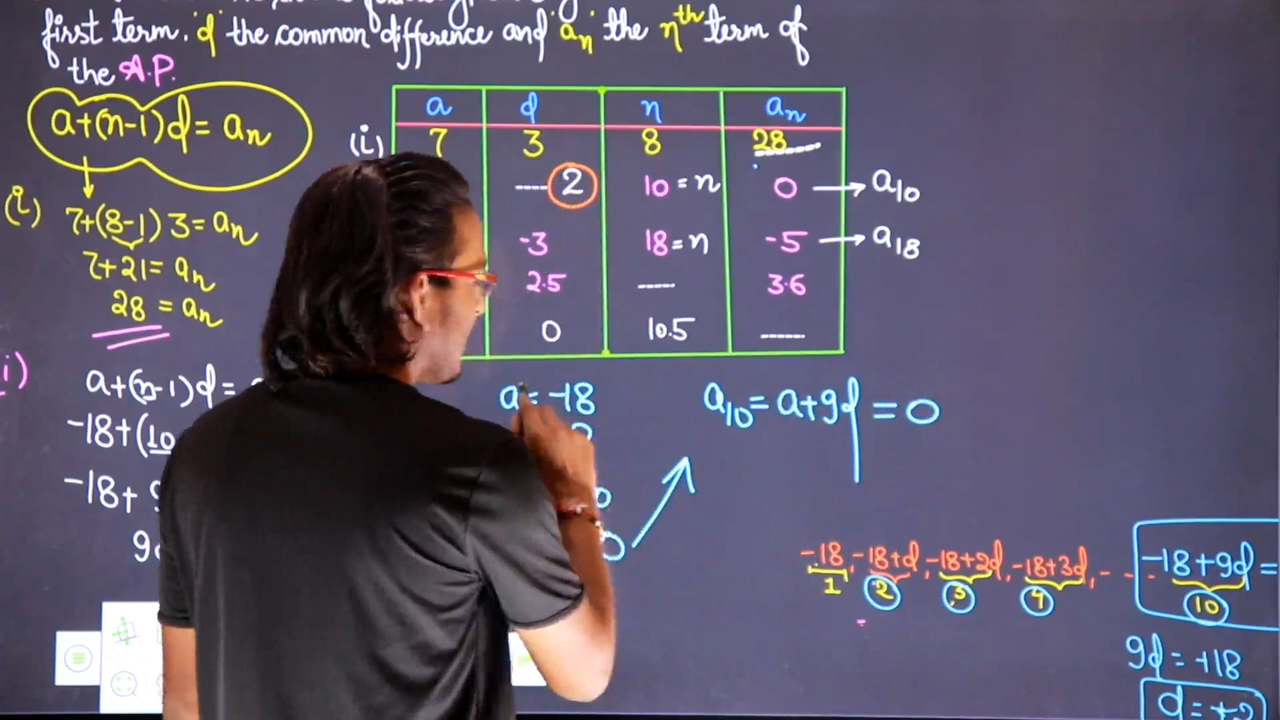 first term. 'd' the common difference and 'aₙ' the nᵗʰ term of
the A.P.
a+(n-1)d = aₙ
a d n aₙ
(i) 7 3 8 28
---- 2 10 = n 0 → a₁₀
-3 18 = n -5 → a₁₈
2.5 ---- 3.6
0 10.5 ----
(i) 7+(8-1) 3 = aₙ
7+21 = aₙ
28 = aₙ
a+(n-1)d =
-18+(10
-18+
a = -18
a₁₀ = a+9d = 0
-18, -18+d, -18+2d, -18+3d, - - - -18+9d =
1 2 3 4 10
9d = +18
d = +2